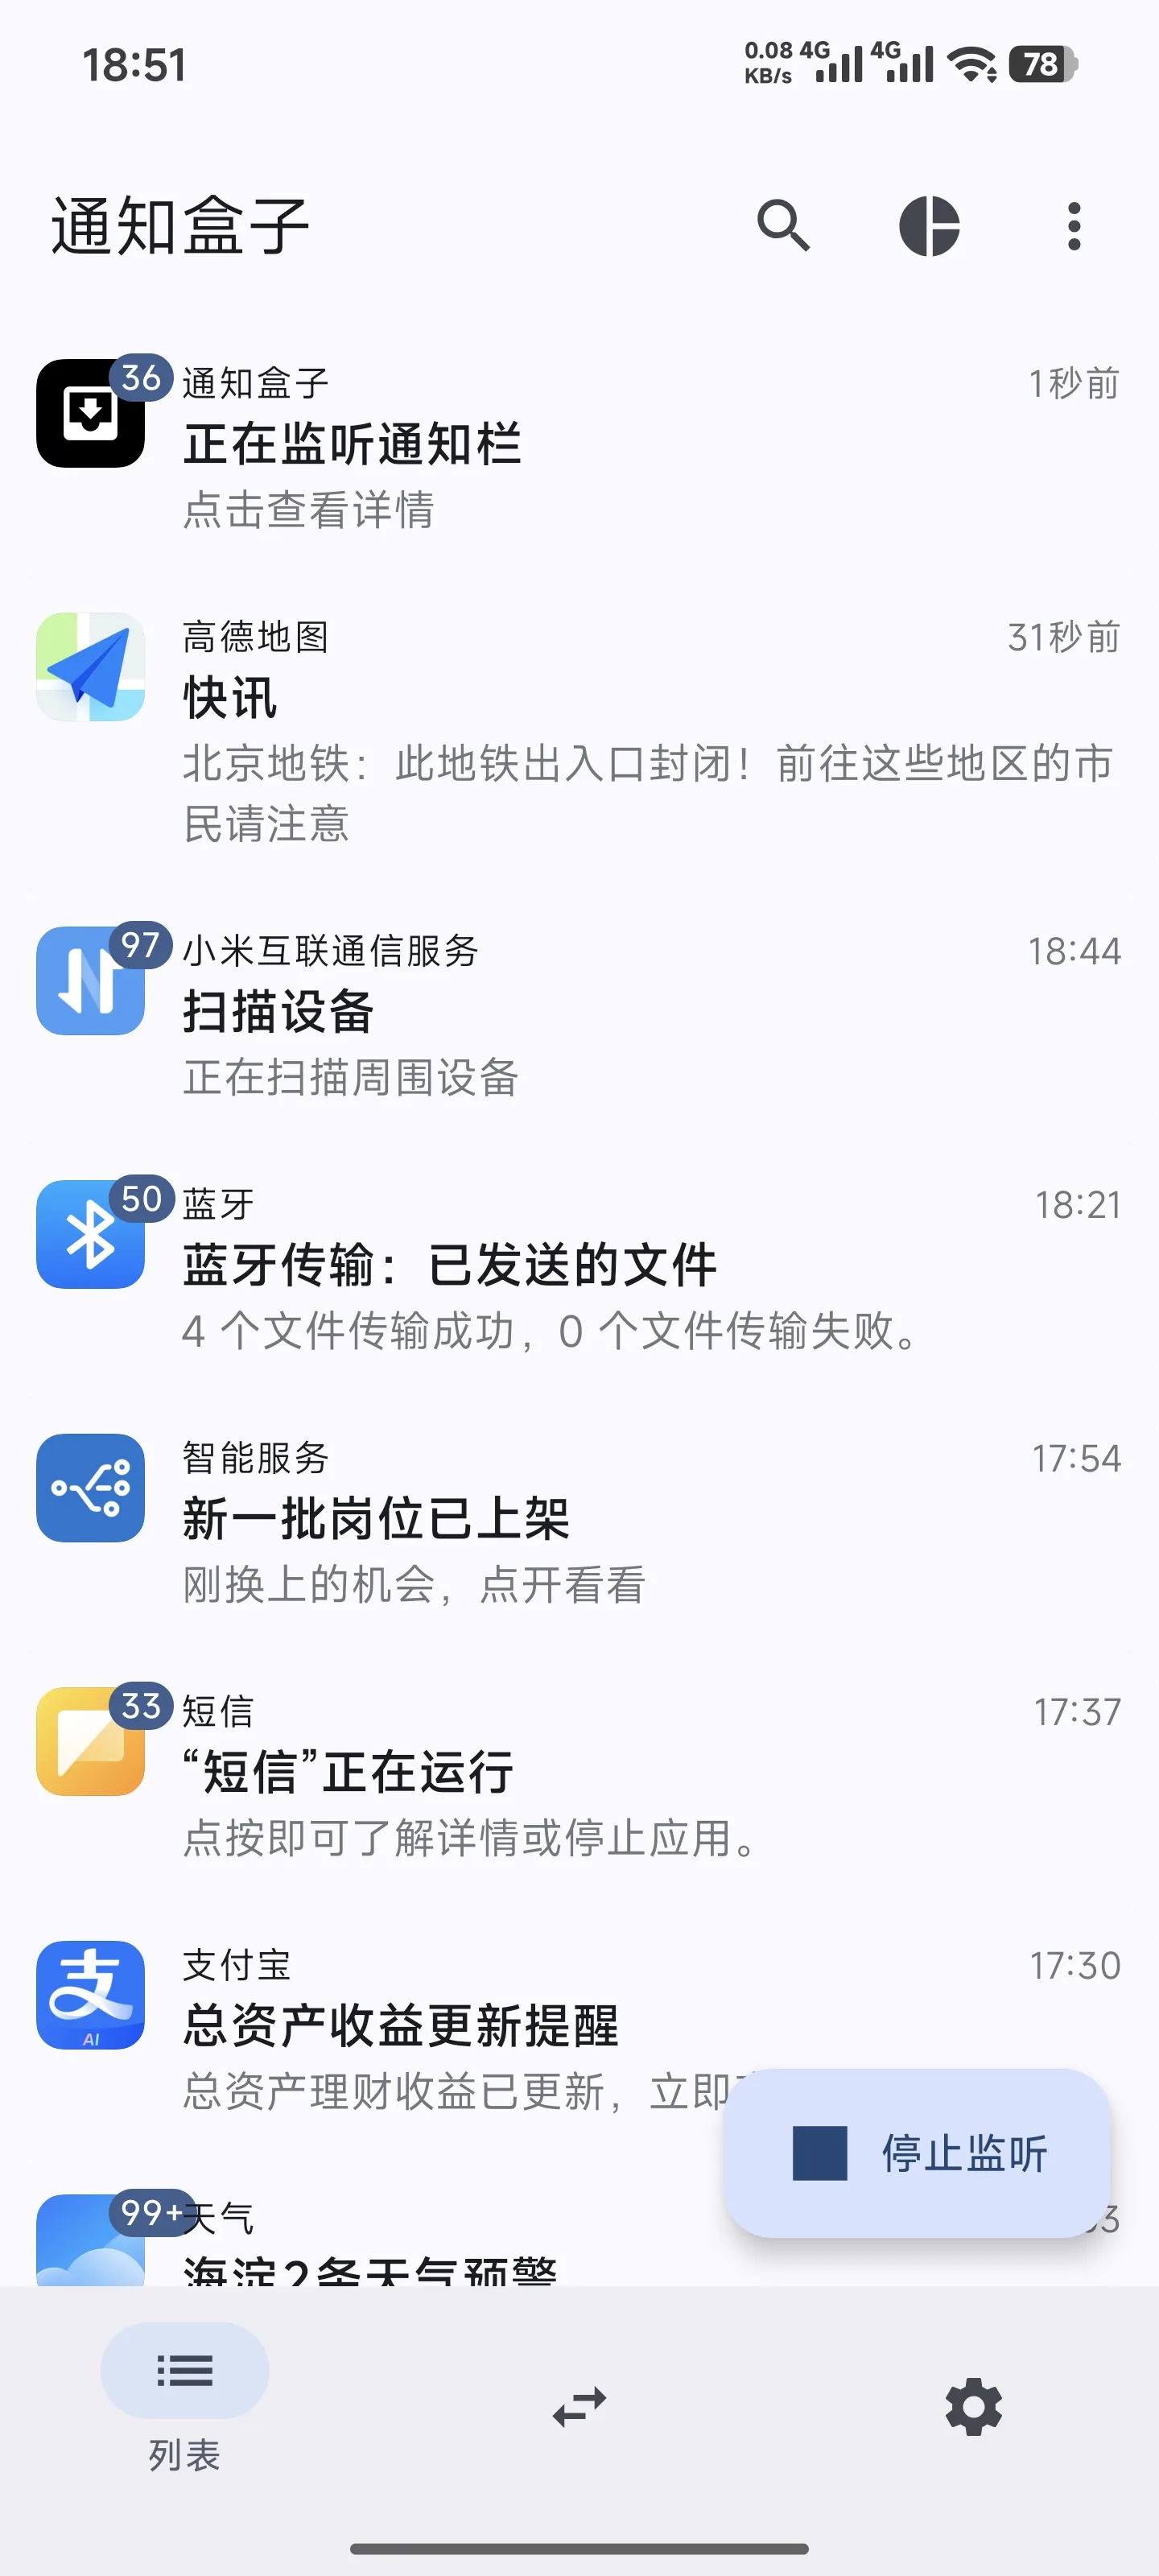 18:51
0.08 KB/s 4G 4G 78
通知盒子
36
通知盒子
1秒前
正在监听通知栏
点击查看详情
高德地图
31秒前
快讯
北京地铁：此地铁出入口封闭！前往这些地区的市
民请注意
97
小米互联通信服务
18:44
扫描设备
正在扫描周围设备
50
蓝牙
18:21
蓝牙传输：已发送的文件
4 个文件传输成功，0 个文件传输失败。
智能服务
17:54
新一批岗位已上架
刚换上的机会，点开看看
33
短信
17:37
“短信”正在运行
点按即可了解详情或停止应用。
支
AI
支付宝
17:30
总资产收益更新提醒
总资产理财收益已更新，立即
停止监听
99+
天气
3
海淀2条天气预警
列表